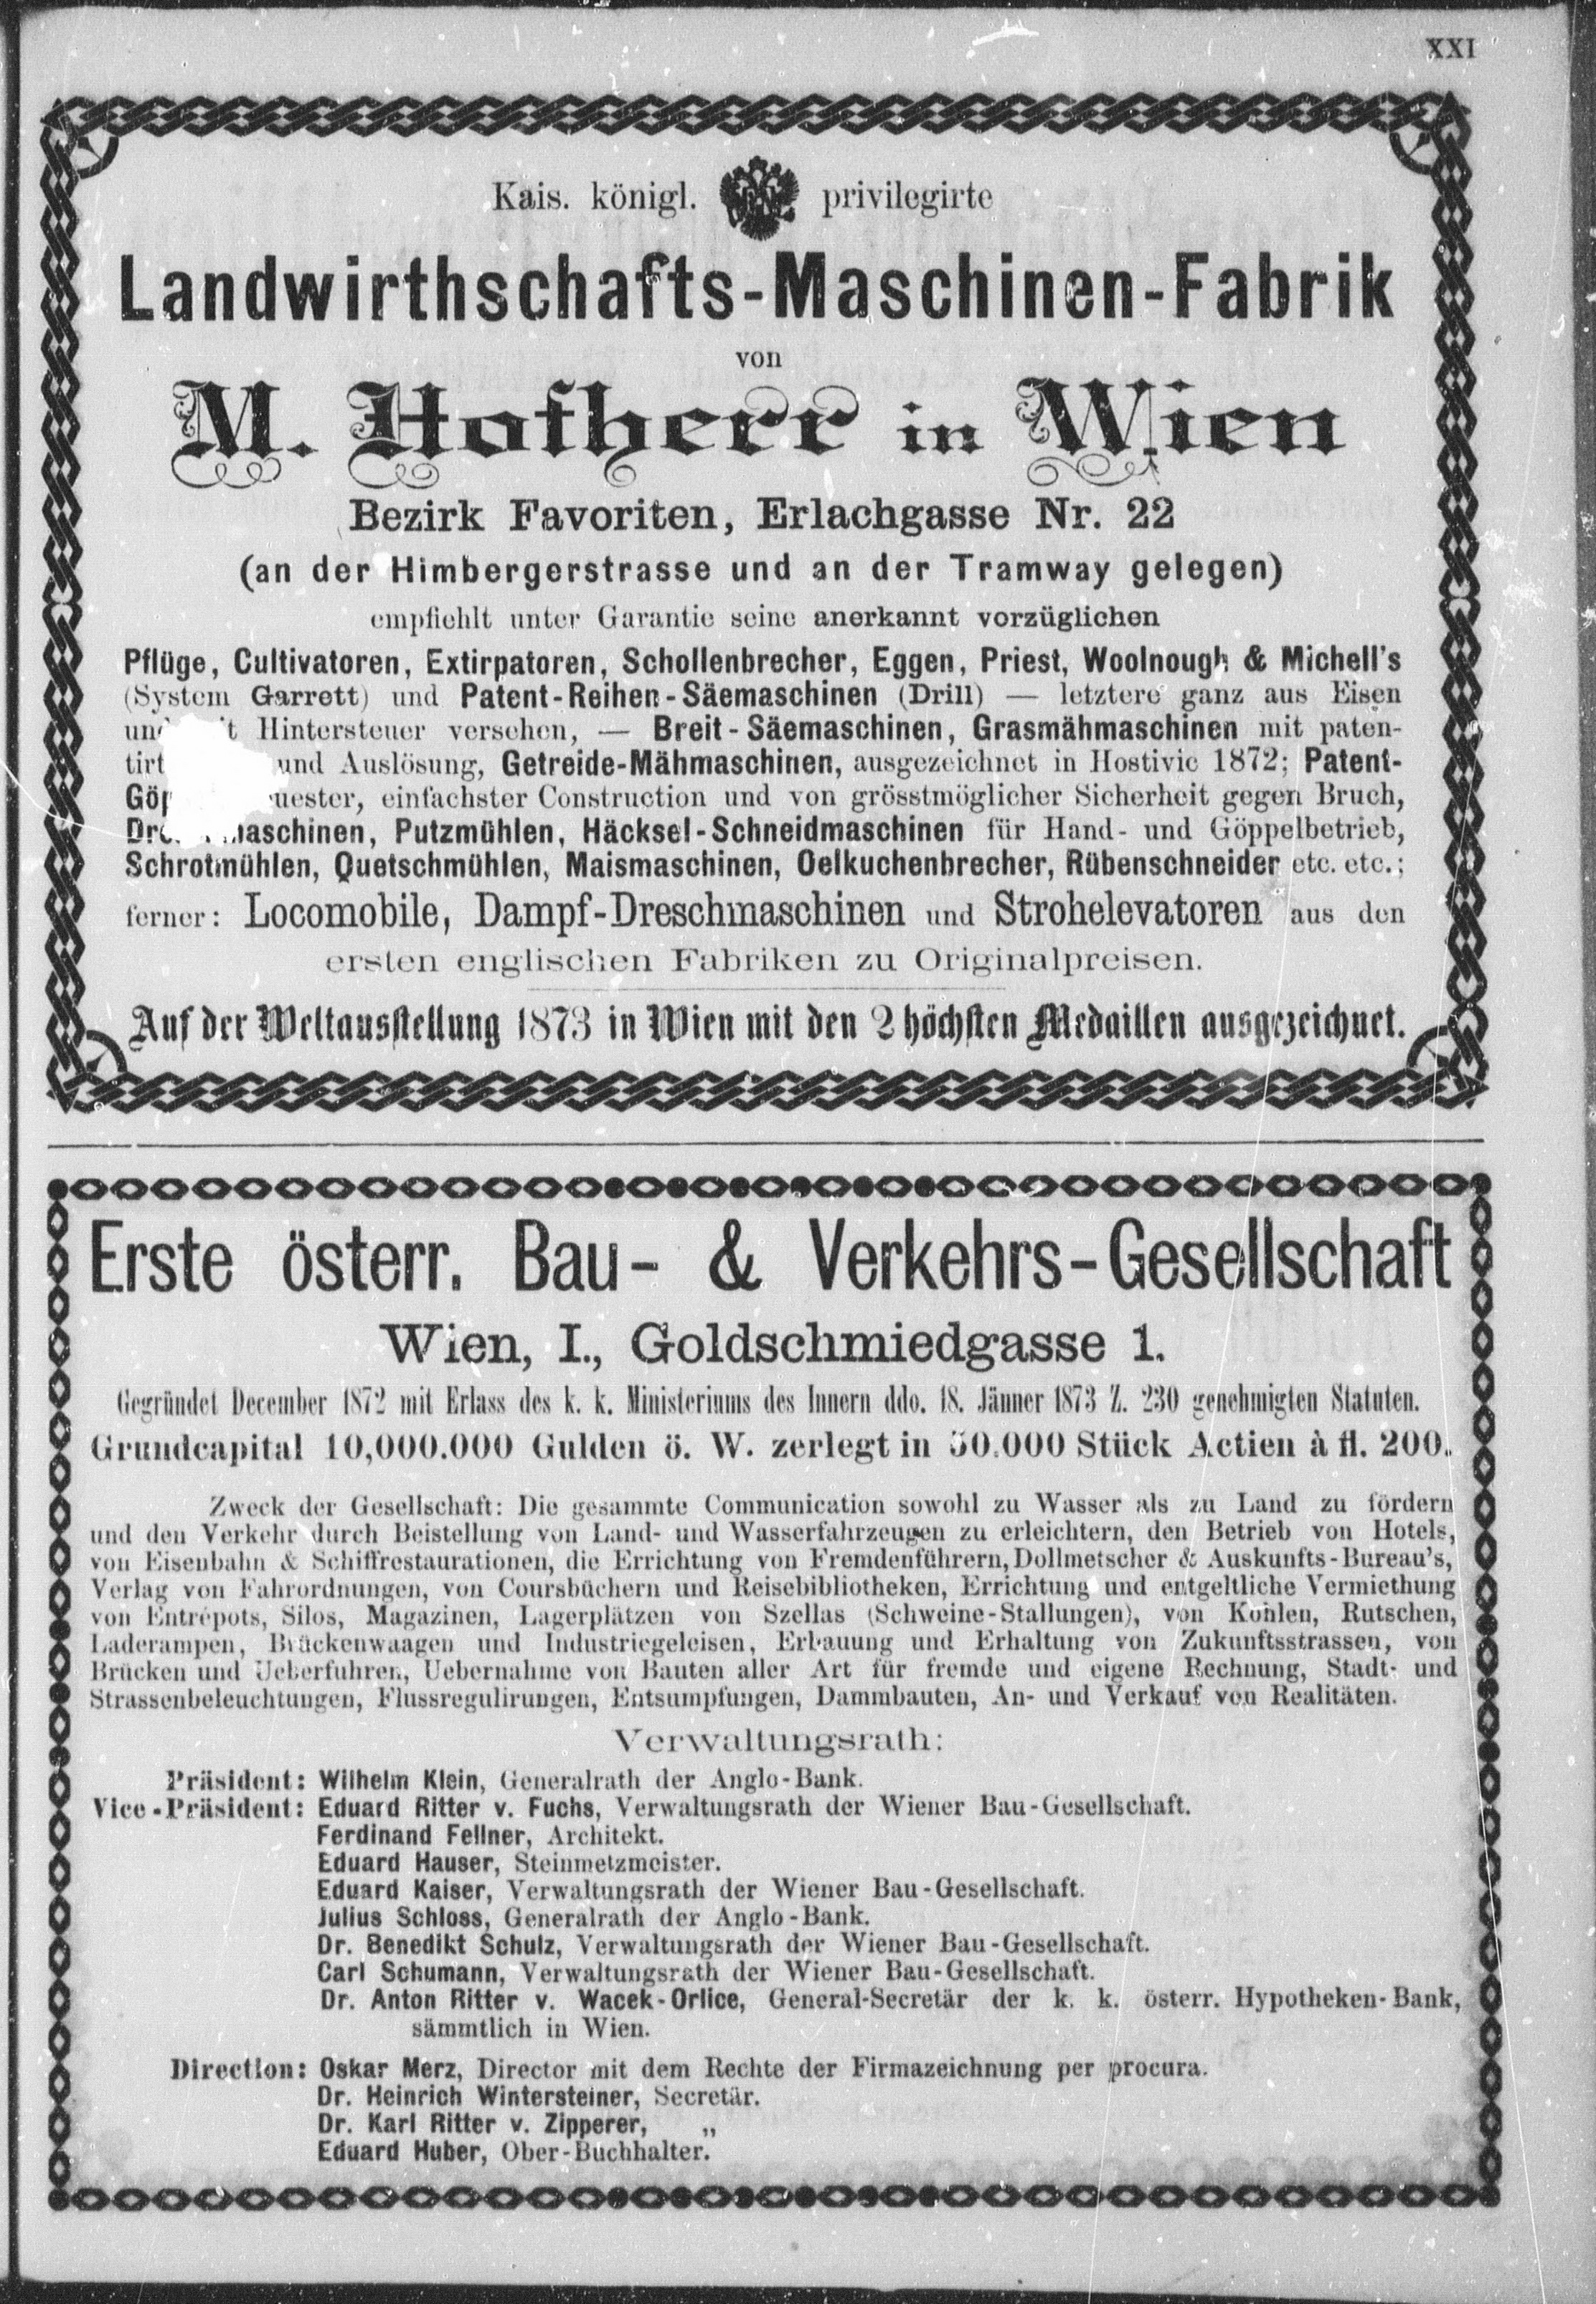 XXI
Kais. königl. privilegirte
Landwirthschafts-Maschinen-Fabrik
von
M. Hofherr in Wien
Bezirk Favoriten, Erlachgasse Nr. 22
(an der Himbergerstrasse und an der Tramway gelegen)
empfiehlt unter Garantie seine anerkannt vorzüglichen
Pflüge, Cultivatoren, Extirpatoren, Schollenbrecher, Eggen, Priest, Woolnough & Michell's
(System Garrett) und Patent-Reihen-Säemaschinen (Drill) — letztere ganz aus Eisen
und Hintersteuer versehen, — Breit-Säemaschinen, Grasmähmaschinen mit paten-
tirt und Auslösung, Getreide-Mähmaschinen, ausgezeichnet in Hostivic 1872; Patent-
einfachster Construction und von grösstmöglicher Sicherheit gegen Bruch,
Putzmühlen, Häcksel-Schneidmaschinen für Hand- und Göppelbetrieb,
Schrotmühlen, Quetschmühlen, Maismaschinen, Oelkuchenbrecher, Rübenschneider etc. etc.;
ferner: Locomobile, Dampf-Dreschmaschinen und Strohelevatoren aus den
ersten englischen Fabriken zu Originalpreisen.
Auf der Weltausstellung 1873 in Wien mit den 2 höchsten Medaillen ausgezeichnet.
Erste österr. Bau- & Verkehrs-Gesellschaft
Wien, I., Goldschmiedgasse 1.
Gegründet December 1872 mit Erlass des k. k. Ministeriums des Innern ddo. 18. Jänner 1873 Z. 230 genehmigten Statuten.
Grundcapital 10,000.000 Gulden ö. W. zerlegt in 50.000 Stück Actien à fl. 200.
Zweck der Gesellschaft: Die gesammte Communication sowohl zu Wasser als zu Land zu fördern
und den Verkehr durch Beistellung von Land- und Wasserfahrzeugen zu erleichtern, den Betrieb von Hotels,
von Eisenbahn & Schiffrestaurationen, die Errichtung von Fremdenführern, Dollmetscher & Auskunfts-Bureau's,
Verlag von Fahrordnungen, von Coursbüchern und Reisebibliotheken, Errichtung und entgeltliche Vermiethung
von Entrépots, Silos, Magazinen, Lagerplätzen von Szellas (Schweine-Stallungen), von Kohlen, Rutschen,
Laderampen, Brückenwaagen und Industriegeleisen, Erbauung und Erhaltung von Zukunftsstrassen, von
Brücken und Ueberfuhren, Uebernahme von Bauten aller Art für fremde und eigene Rechnung, Stadt- und
Strassenbeleuchtungen, Flussregulirungen, Entsumpfungen, Dammbauten, An- und Verkauf von Realitäten.
Verwaltungsrath:
Präsident: Wilhelm Klein, Generalrath der Anglo-Bank.
Vice-Präsident: Eduard Ritter v. Fuchs, Verwaltungsrath der Wiener Bau-Gesellschaft.
Ferdinand Fellner, Architekt.
Eduard Hauser, Steinmetzmeister.
Eduard Kaiser, Verwaltungsrath der Wiener Bau-Gesellschaft.
Julius Schloss, Generalrath der Anglo-Bank.
Dr. Benedikt Schulz, Verwaltungsrath der Wiener Bau-Gesellschaft.
Carl Schumann, Verwaltungsrath der Wiener Bau-Gesellschaft.
Dr. Anton Ritter v. Wacek-Orlice, General-Secretär der k. k. österr. Hypotheken-Bank,
sämmtlich in Wien.
Direction: Oskar Merz, Director mit dem Rechte der Firmazeichnung per procura.
Dr. Heinrich Wintersteiner, Secretär.
Dr. Karl Ritter v. Zipperer, „
Eduard Huber, Ober-Buchhalter.